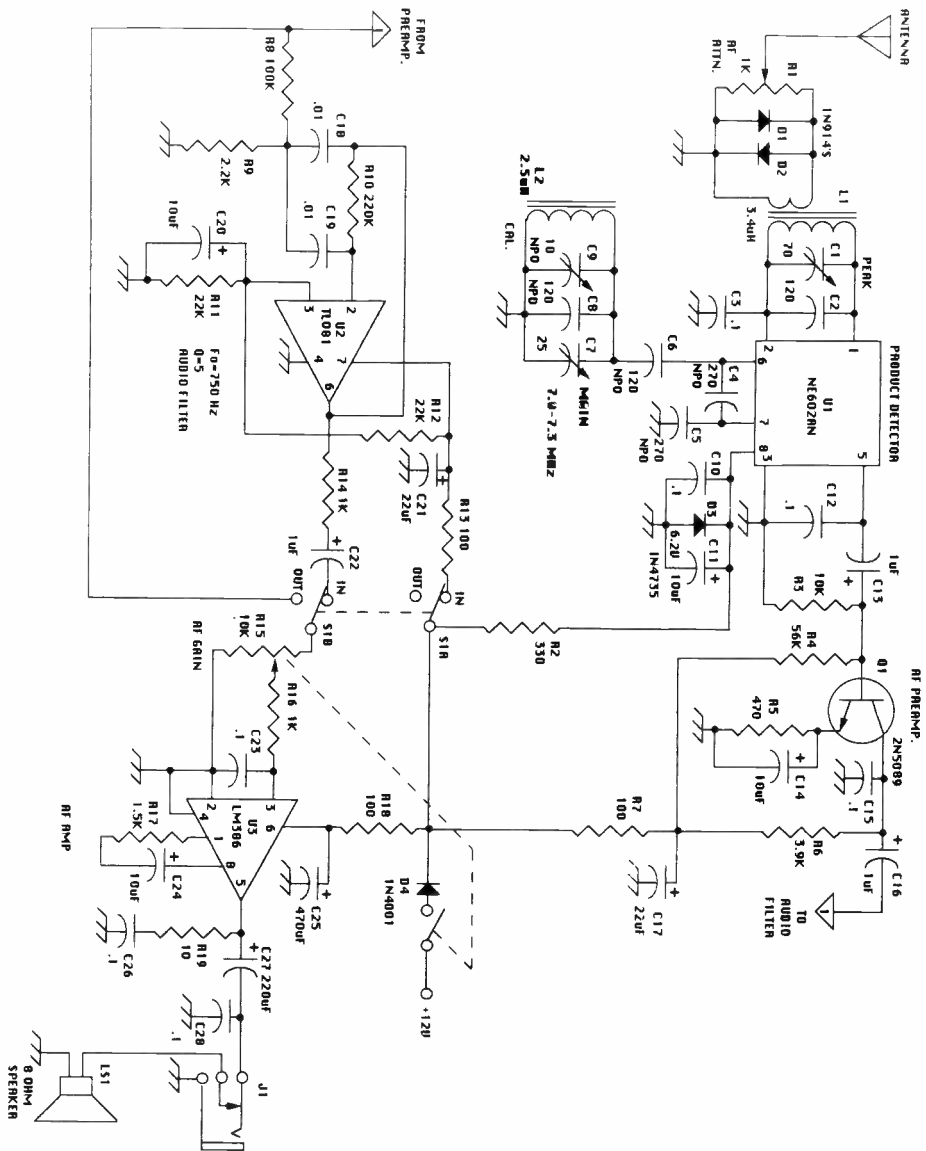 ANTENNA
RF
ATTN.
R1
1K
1N914'S
D1
D2
L1
3.4uH
PEAK
C1
70
C2
120
C3
.1
PRODUCT DETECTOR
U1
NE602AN
1
2
6
7
8
3
5
C4
270
NPO
C5
270
NPO
C6
120
NPO
L2
2.5uH
CAL.
C9
10
NPO
C8
120
NPO
C7
25
MAIN
7.0-7.3 MHz
C10
.1
D3
6.2V
1N4735
C11
10uF
C12
.1
C13
1uF
R3
10K
R4
56K
AF PREAMP.
Q1
2N5089
R5
470
C14
10uF
C15
.1
R6
3.9K
C16
1uF
TO
AUDIO
FILTER
1
R7
100
C17
22uF
R2
330
FROM
PREAMP.
1
R8 100K
R9
2.2K
C18
.01
R10 220K
C19
.01
C20
10uF
R11
22K
U2
TL081
2
3
7
4
6
Fo=750 Hz
Q=5
AUDIO FILTER
R12
22K
C21
22uF
R13 100
R14 1K
C22
1uF
IN
OUT
S1A
IN
OUT
S1B
R15
10K
AF GAIN
R16 1K
C23
.1
U3
LM386
3
2
6
4
1
8
5
AF AMP
R17
1.5K
C24
10uF
R18
100
C25
470uF
D4
1N4001
+12V
R19
10
C26
.1
C27 220uF
C28
.1
J1
LS1
8 OHM
SPEAKER